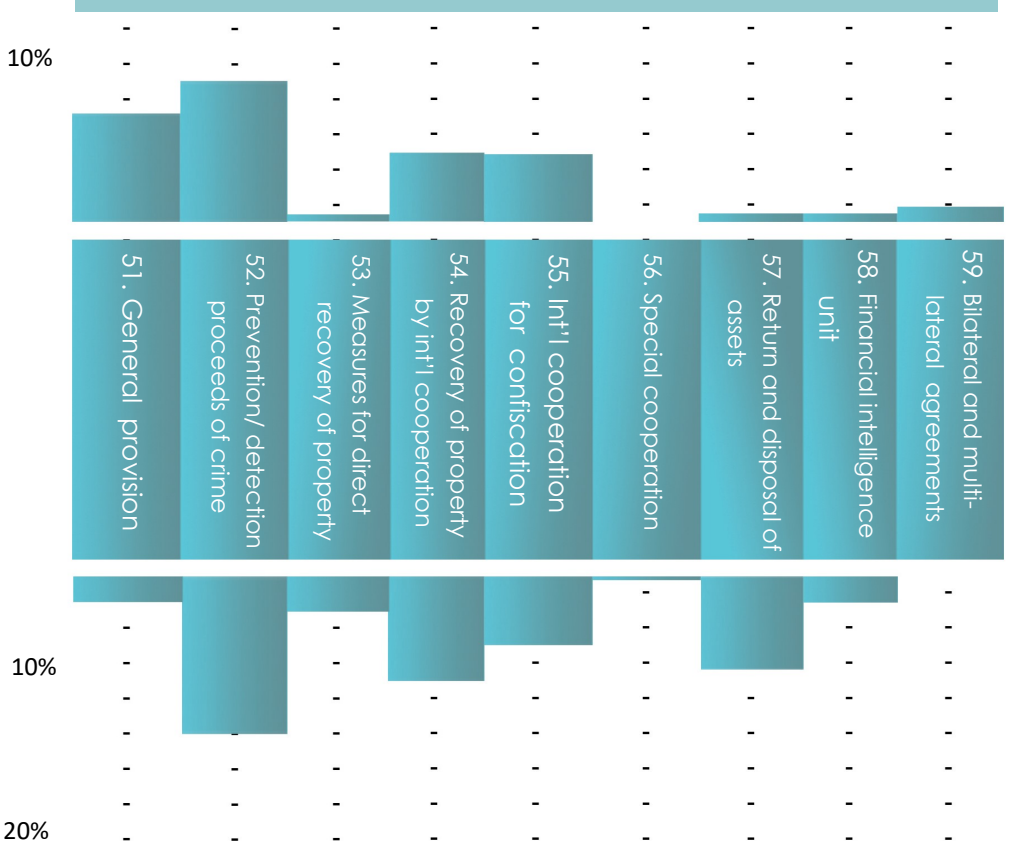 10%
51. General provision
52. Prevention/ detection
proceeds of crime
53. Measures for direct
recovery of property
54. Recovery of property
by int'l cooperation
55. Int'l cooperation
for confiscation
56. Special cooperation
57. Return and disposal of
assets
58. Financial intelligence
unit
59. Bilateral and multi-
lateral agreements
10%
20%